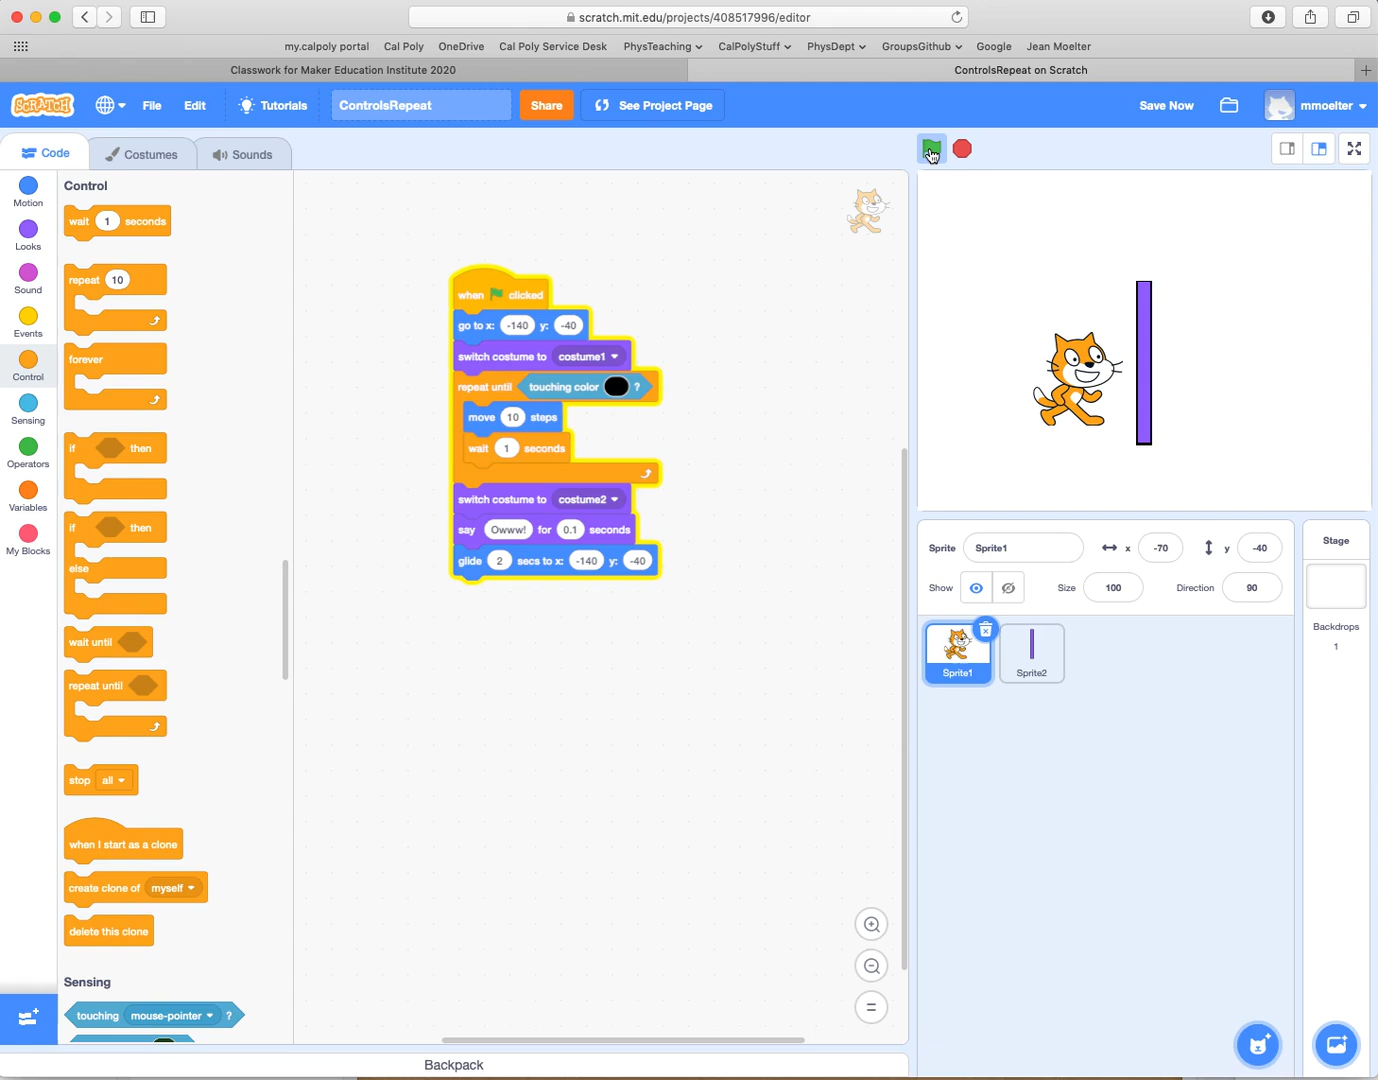 scratch.mit.edu/projects/408517996/editor
my.calpoly portal Cal Poly OneDrive Cal Poly Service Desk PhysTeaching CalPolyStuff PhysDept GroupsGithub Google Jean Moelter
Classwork for Maker Education Institute 2020 ControlsRepeat on Scratch
SCRATCH File Edit Tutorials ControlsRepeat Share See Project Page Save Now mmoelter
Code Costumes Sounds
Motion
Looks
Sound
Events
Control
Sensing
Operators
Variables
My Blocks
Control
wait 1 seconds
repeat 10
forever
if then
if then
else
wait until
repeat until
stop all
when I start as a clone
create clone of myself
delete this clone
Sensing
touching mouse-pointer ?
when clicked
go to x: -140 y: -40
switch costume to costume1
repeat until touching color ?
move 10 steps
wait 1 seconds
switch costume to costume2
say Owww! for 0.1 seconds
glide 2 secs to x: -140 y: -40
Sprite Sprite1 x -70 y -40
Show Size 100 Direction 90
Sprite1
Sprite2
Stage
Backdrops
1
Backpack